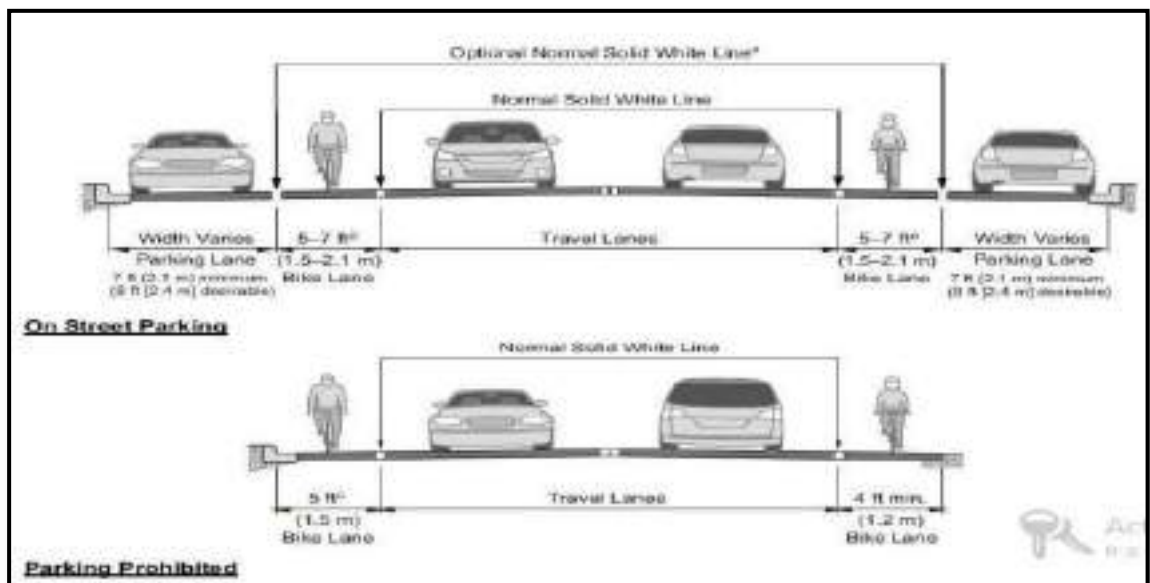 Optional Normal Solid White Line*
Normal Solid White Line
Width Varies
Parking Lane
7 ft (2.1 m) minimum
(8 ft [2.4 m] desirable)
5–7 ft
(1.5–2.1 m)
Bike Lane
Travel Lanes
5–7 ft
(1.5–2.1 m)
Bike Lane
Width Varies
Parking Lane
7 ft (2.1 m) minimum
(8 ft [2.4 m] desirable)
On Street Parking
Normal Solid White Line
5 ft
(1.5 m)
Bike Lane
Travel Lanes
4 ft min.
(1.2 m)
Bike Lane
Parking Prohibited